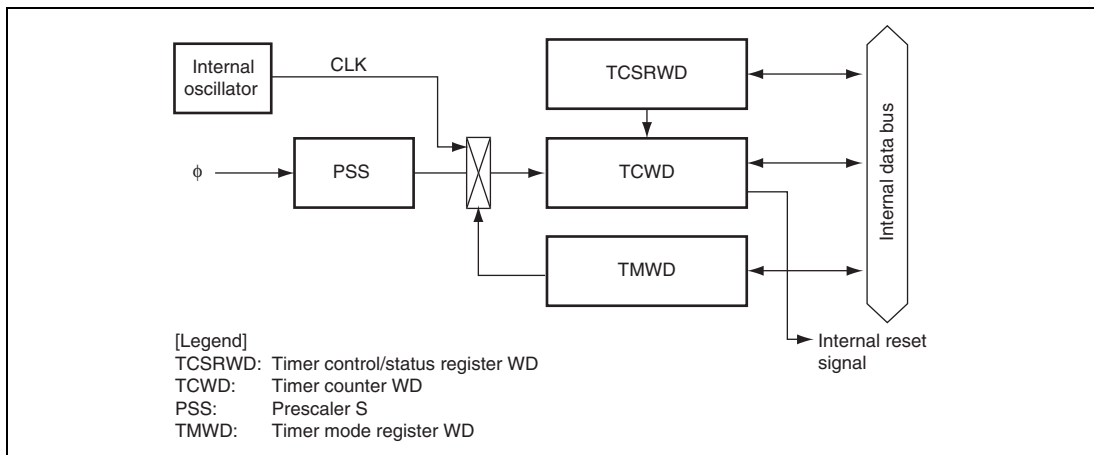 Internal
oscillator
CLK
φ
PSS
TCSRWD
TCWD
TMWD
Internal data bus
Internal reset
signal
[Legend]
TCSRWD: Timer control/status register WD
TCWD: Timer counter WD
PSS: Prescaler S
TMWD: Timer mode register WD